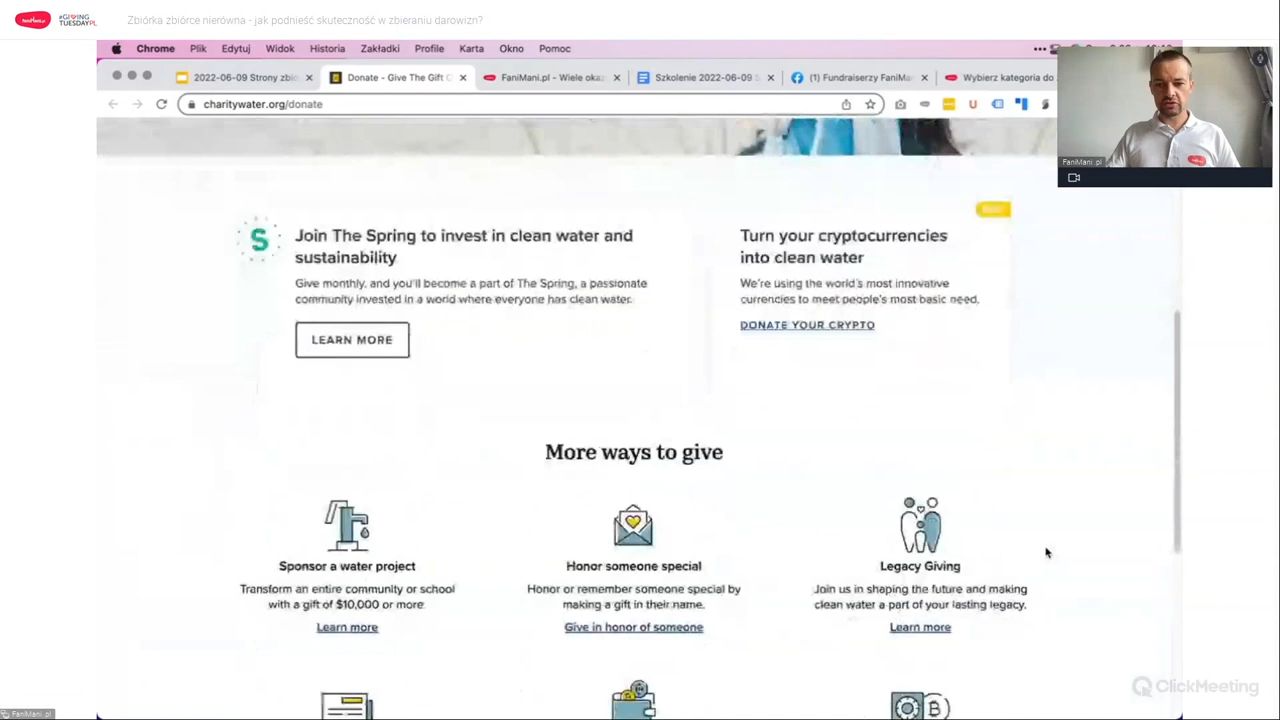 FaniMani.pl
#GIVING
TUESDAYPL
Zbiórka zbiórce nierówna - jak podnieść skuteczność w zbieraniu darowizn?
Chrome Plik Edytuj Widok Historia Zakładki Profile Karta Okno Pomoc
2022-06-09 Strony zbió
Donate - Give The Gift O
FaniMani.pl - Wiele oka
Szkolenie 2022-06-09 S
(1) Fundraiserzy FaniMa
Wybierz kategoria do
charitywater.org/donate
FaniMani .pl
S
Join The Spring to invest in clean water and
sustainability
Give monthly, and you'll become a part of The Spring, a passionate
community invested in a world where everyone has clean water.
LEARN MORE
Turn your cryptocurrencies
into clean water
We're using the world's most innovative
currencies to meet people's most basic need.
DONATE YOUR CRYPTO
More ways to give
Sponsor a water project
Transform an entire community or school
with a gift of $10,000 or more.
Learn more
Honor someone special
Honor or remember someone special by
making a gift in their name.
Give in honor of someone
Legacy Giving
Join us in shaping the future and making
clean water a part of your lasting legacy.
Learn more
ClickMeeting
FaniMani .pl